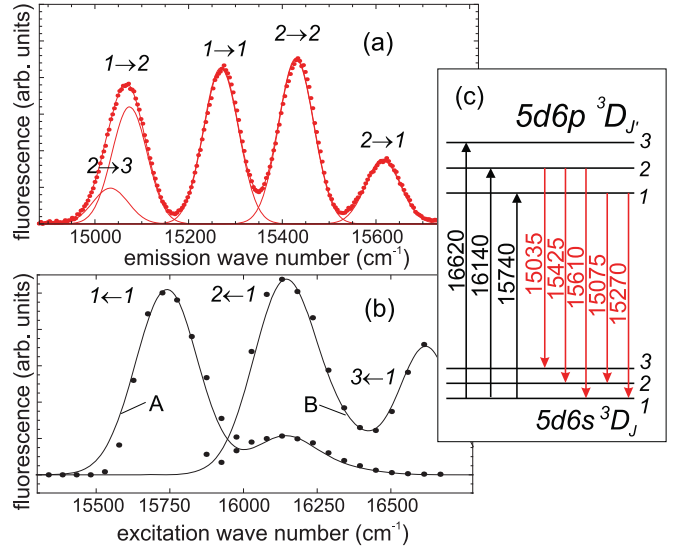 (a)
1→2
1→1
2→2
2→1
2→3
fluorescence (arb. units)
15000 15200 15400 15600
emission wave number (cm⁻¹)
(b)
1←1
2←1
3←1
A
B
fluorescence (arb. units)
15500 15750 16000 16250 16500
excitation wave number (cm⁻¹)
(c)
5d6p ³D_J'
3
2
1
16620
16140
15740
15035
15425
15610
15075
15270
3
2
1
5d6s ³D_J